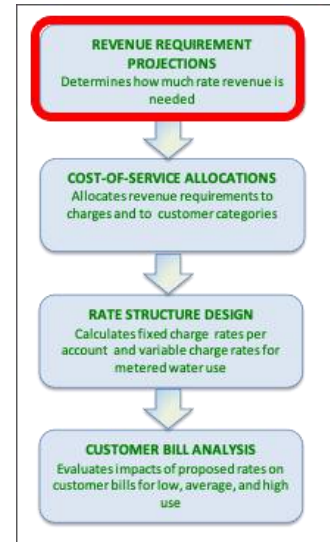 REVENUE REQUIREMENT
PROJECTIONS
Determines how much rate revenue is
needed
COST-OF-SERVICE ALLOCATIONS
Allocates revenue requirements to
charges and to customer categories
RATE STRUCTURE DESIGN
Calculates fixed charge rates per
account and variable charge rates for
metered water use
CUSTOMER BILL ANALYSIS
Evaluates impacts of proposed rates on
customer bills for low, average, and high
use